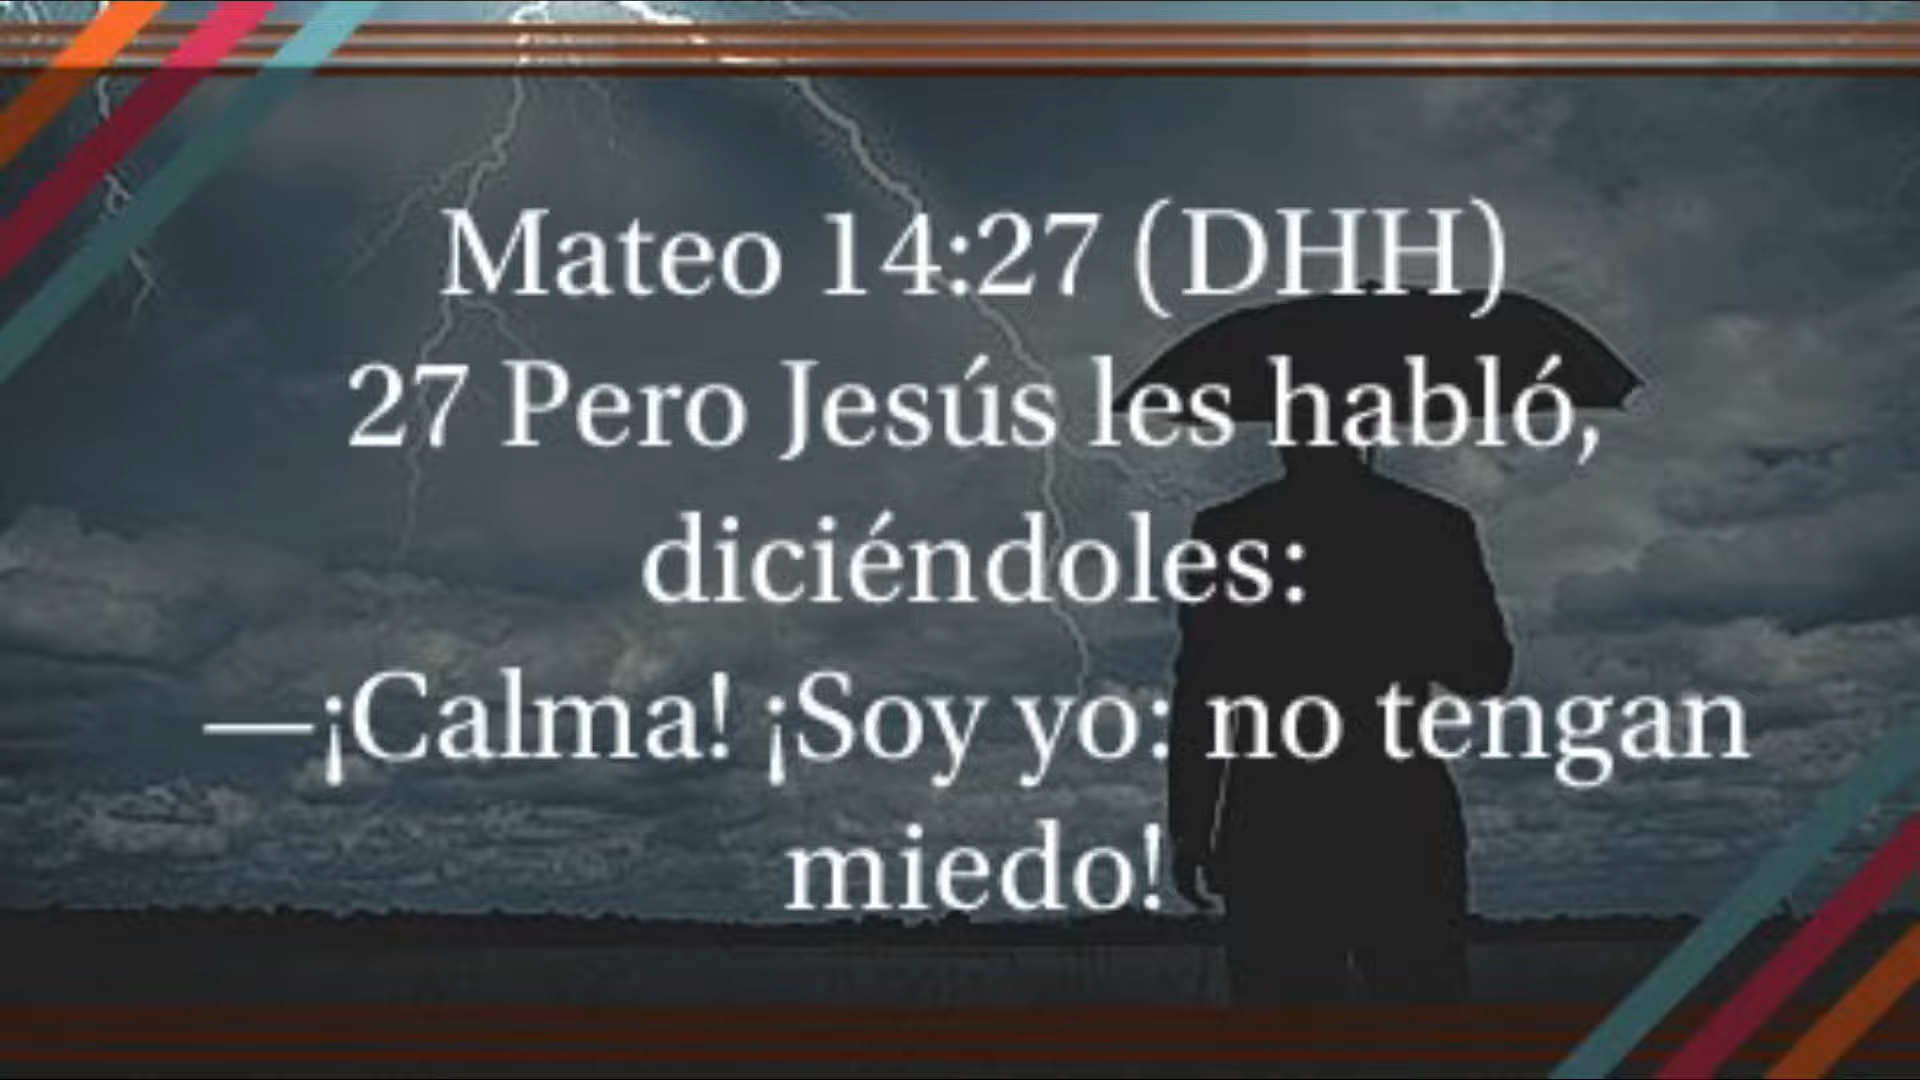 Mateo 14:27 (DHH)
27 Pero Jesús les habló,
diciéndoles:
—¡Calma! ¡Soy yo: no tengan
miedo!